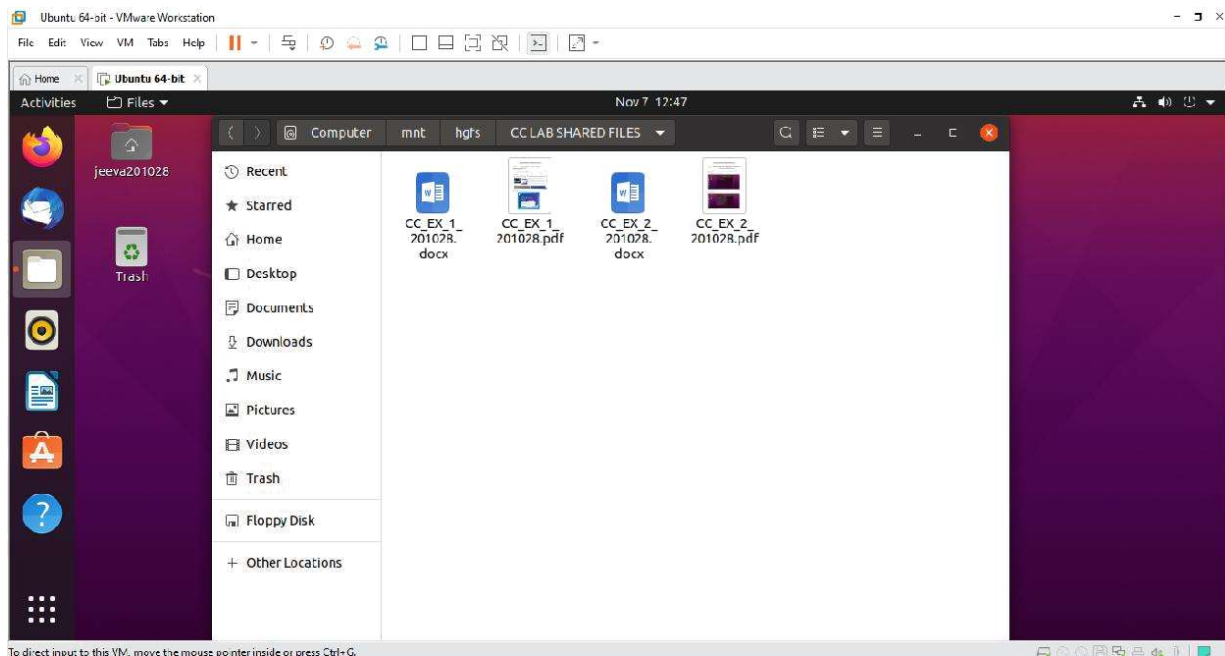 Ubuntu 64-bit - VMware Workstation
File Edit View VM Tabs Help
Home
Ubuntu 64-bit
Activities Files Nov 7 12:47
Computer mnt hgfs CC LAB SHARED FILES
jeeva201028
Trash
Recent
Starred
Home
Desktop
Documents
Downloads
Music
Pictures
Videos
Trash
Floppy Disk
+ Other Locations
CC_EX_1_
201028.
docx
CC_EX_1_
201028.pdf
CC_EX_2_
201028.
docx
CC_EX_2_
201028.pdf
To direct input to this VM, move the mouse pointer inside or press Ctrl+G.